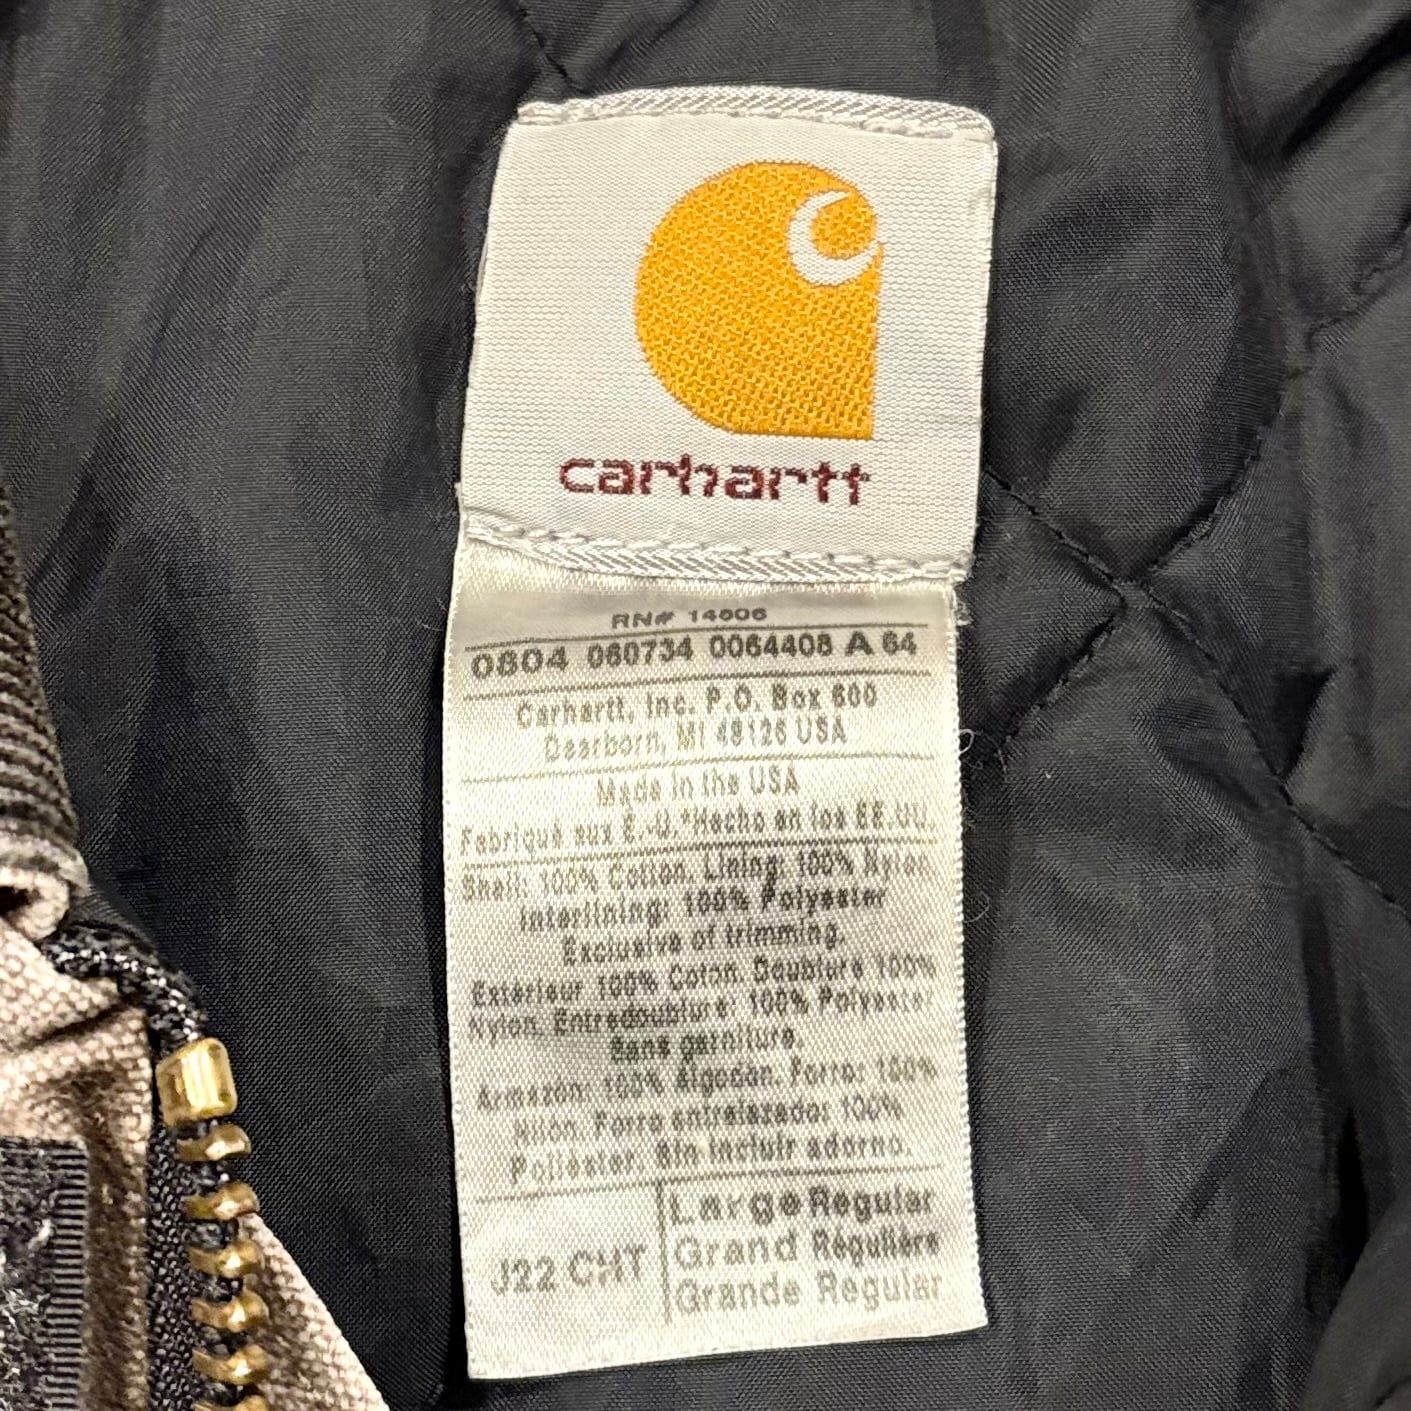 carhartt
RN# 14806
0804 060734 0064408 A 64
Carhartt, Inc. P.O. Box 600
Dearborn, MI 48126 USA
Made in the USA
Fabriqué aux É.-U.*Hecho en los EE.UU
Shell: 100% Cotton. Lining: 100% Nylon
Interlining: 100% Polyester
Exclusive of trimming.
Extérieur 100% Coton. Doublure 100%
Nylon. Entredoublure: 100% Polyester
Sans garniture.
Armazon: 100% Algodan. Forro: 100%
Nilón. Forro entrelazado: 100%
Poliester. Sin incluir adorno.
J22 CHT
Large Regular
Grand Régulière
Grande Regular